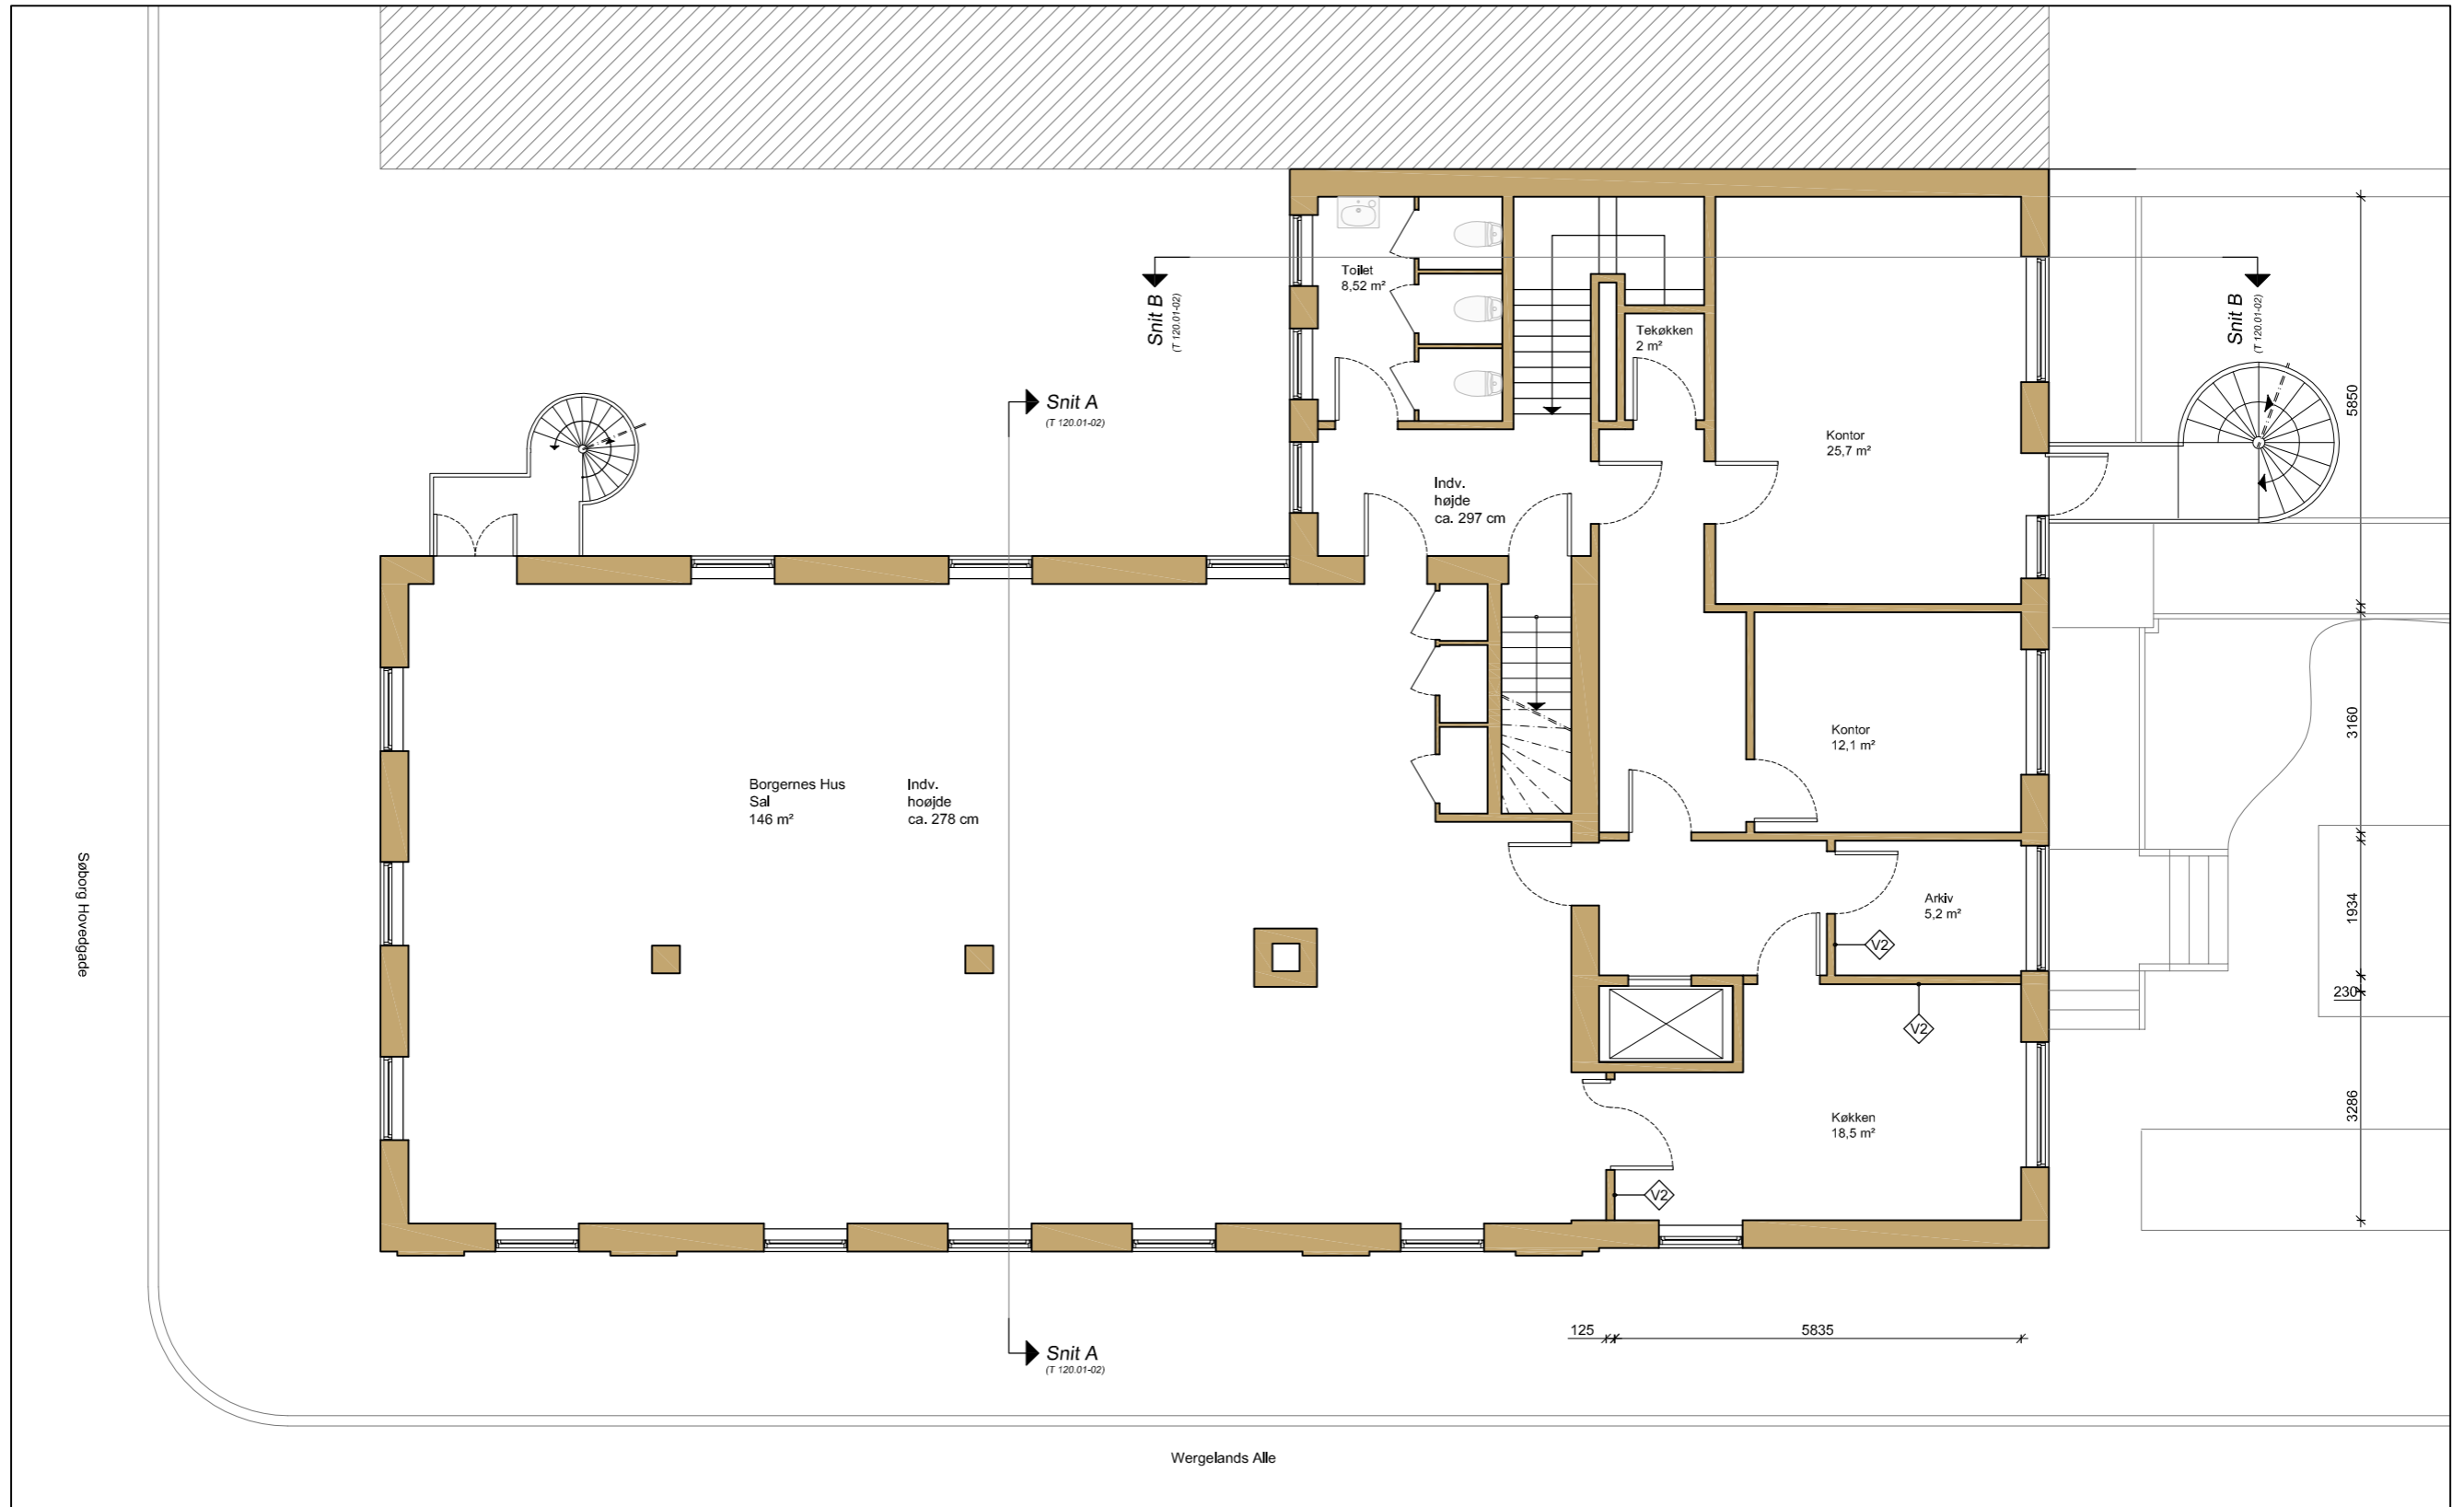 Toilet
8,52 m²
Snit B
(T 120.01-02)
Snit B
(T 120.01-02)
Tekøkken
2 m²
Snit A
(T 120.01-02)
5850
Kontor
25,7 m²
Indv.
højde
ca. 297 cm
Kontor
12,1 m²
3160
Borgernes Hus
Sal
146 m²
Indv.
hoøjde
ca. 278 cm
Søborg Hovedgade
Arkiv
5,2 m²
1934
V2
230
V2
Køkken
18,5 m²
3286
V2
125
5835
Snit A
(T 120.01-02)
Wergelands Alle